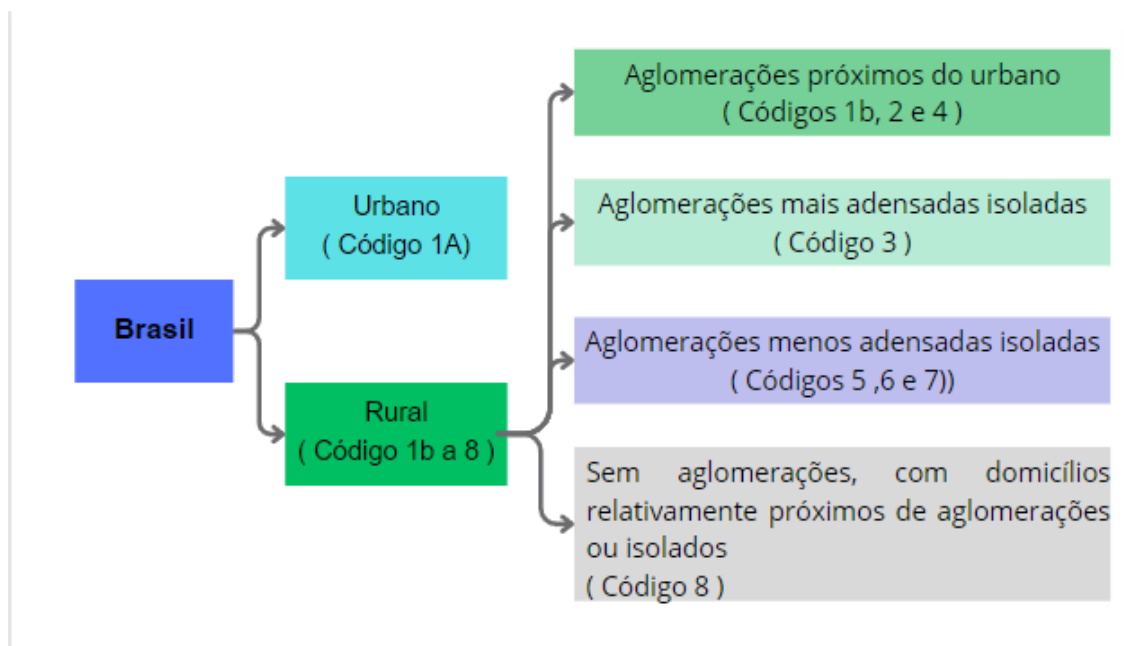 Brasil
Urbano
( Código 1A)
Rural
( Código 1b a 8 )
Aglomerações próximos do urbano
( Códigos 1b, 2 e 4 )
Aglomerações mais adensadas isoladas
( Código 3 )
Aglomerações menos adensadas isoladas
( Códigos 5 ,6 e 7))
Sem aglomerações, com domicílios
relativamente próximos de aglomerações
ou isolados
( Código 8 )